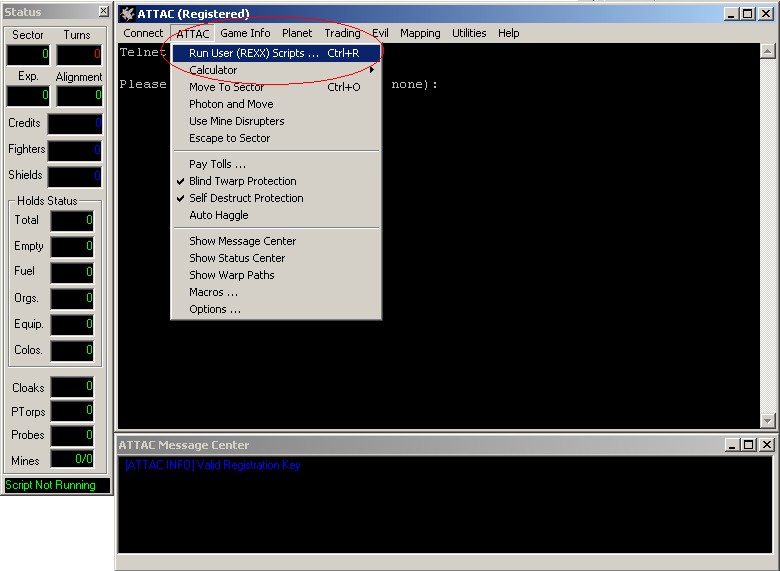 Status
Sector Turns
0 0
Exp. Alignment
0 0
Credits 0
Fighters 0
Shields 0
Holds Status
Total 0
Empty 0
Fuel 0
Orgs. 0
Equip. 0
Colos. 0
Cloaks 0
PTorps 0
Probes 0
Mines 0/0
Script Not Running
ATTAC (Registered)
Connect ATTAC Game Info Planet Trading Evil Mapping Utilities Help
Telnet
Please none):
Run User (REXX) Scripts ... Ctrl+R
Calculator
Move To Sector Ctrl+O
Photon and Move
Use Mine Disrupters
Escape to Sector
Pay Tolls ...
Blind Twarp Protection
Self Destruct Protection
Auto Haggle
Show Message Center
Show Status Center
Show Warp Paths
Macros ...
Options ...
ATTAC Message Center
[ATTAC INFO] Valid Registration Key